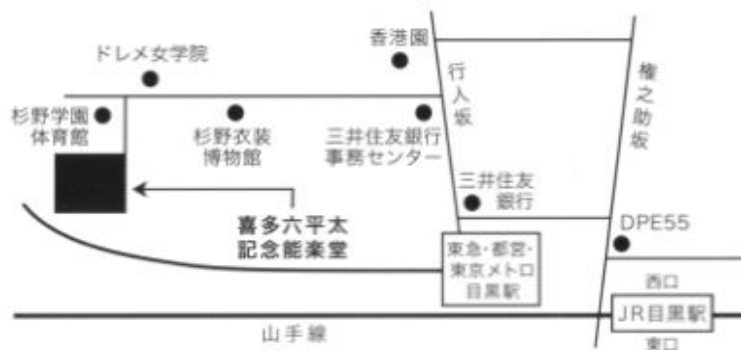 香港園
ドレメ女学院
行人坂
権之助坂
杉野学園
体育館
杉野衣装
博物館
三井住友銀行
事務センター
三井住友
銀行
喜多六平太
記念能楽堂
DPE55
東急・都営・
東京メトロ
目黒駅
西口
JR目黒駅
山手線
東口